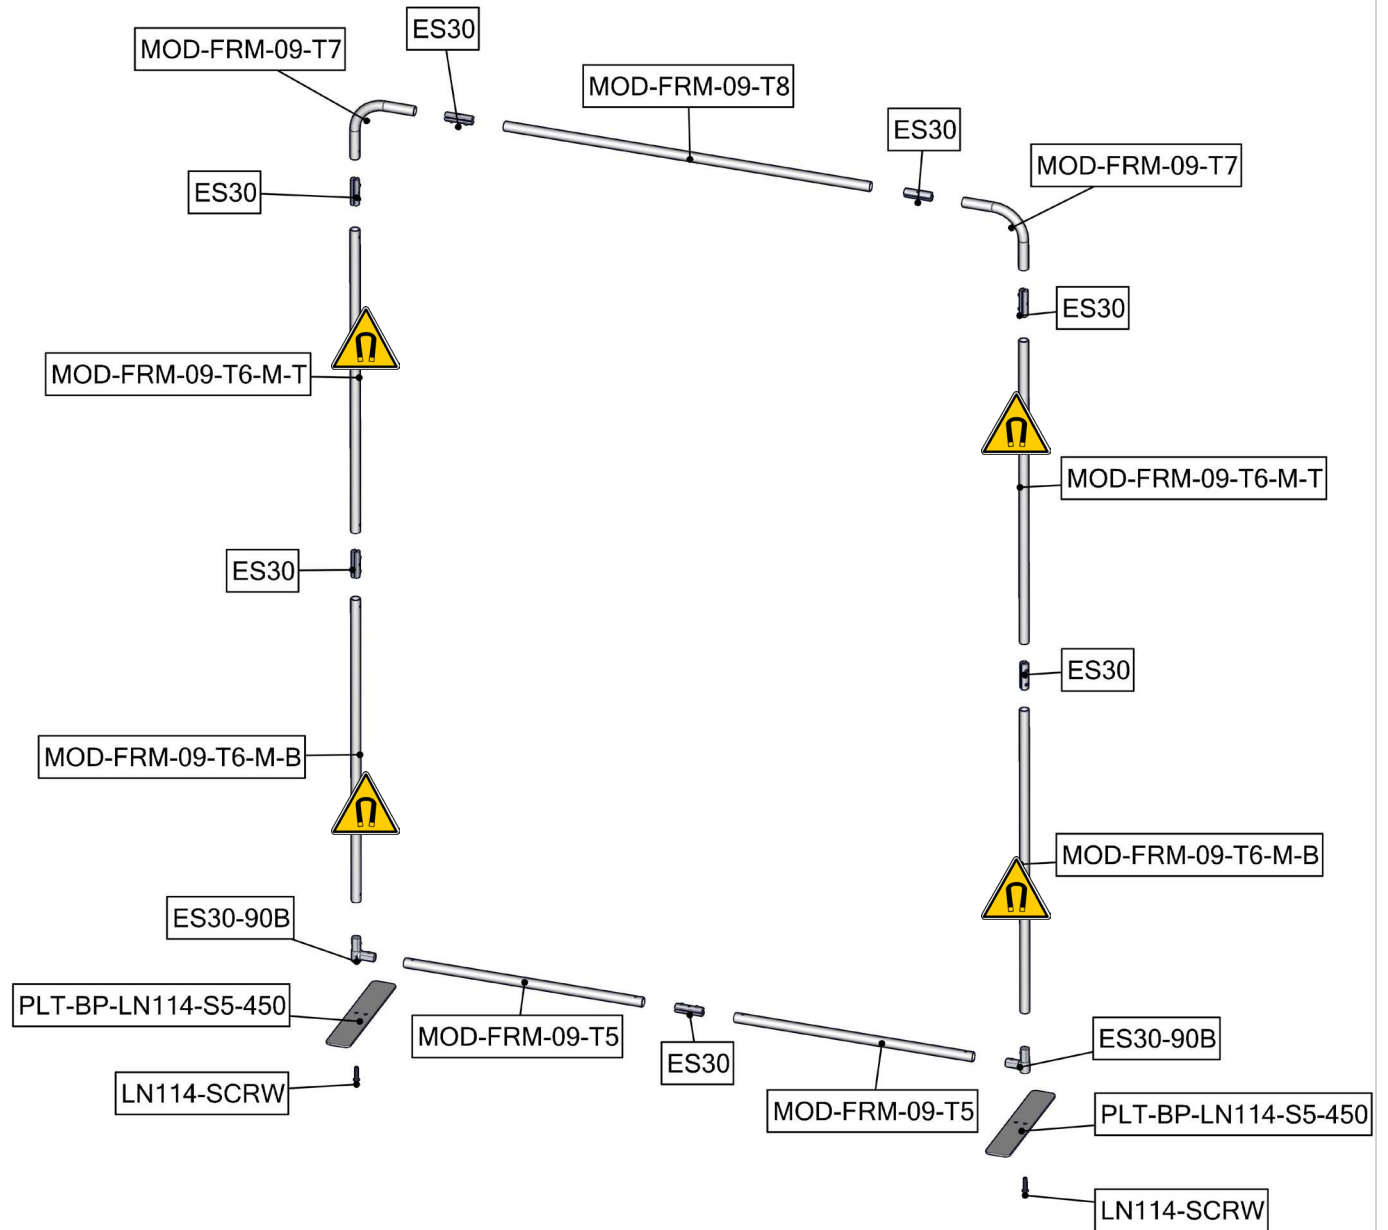 ES30
MOD-FRM-09-T7
MOD-FRM-09-T8
ES30
MOD-FRM-09-T7
ES30
ES30
MOD-FRM-09-T6-M-T
MOD-FRM-09-T6-M-T
ES30
ES30
MOD-FRM-09-T6-M-B
MOD-FRM-09-T6-M-B
ES30-90B
PLT-BP-LN114-S5-450
MOD-FRM-09-T5
ES30
ES30-90B
LN114-SCRW
MOD-FRM-09-T5
PLT-BP-LN114-S5-450
LN114-SCRW